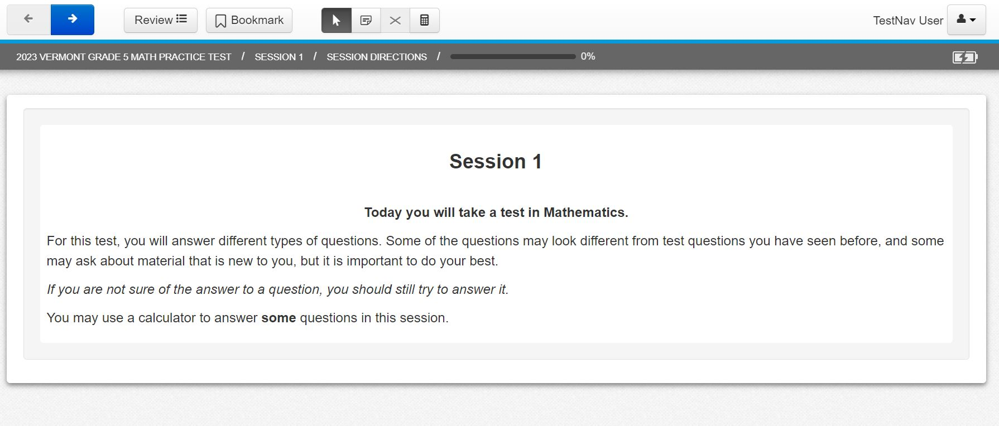 Review
Bookmark
TestNav User
2023 VERMONT GRADE 5 MATH PRACTICE TEST / SESSION 1 / SESSION DIRECTIONS / 0%
Session 1
Today you will take a test in Mathematics.
For this test, you will answer different types of questions. Some of the questions may look different from test questions you have seen before, and some
may ask about material that is new to you, but it is important to do your best.
If you are not sure of the answer to a question, you should still try to answer it.
You may use a calculator to answer some questions in this session.